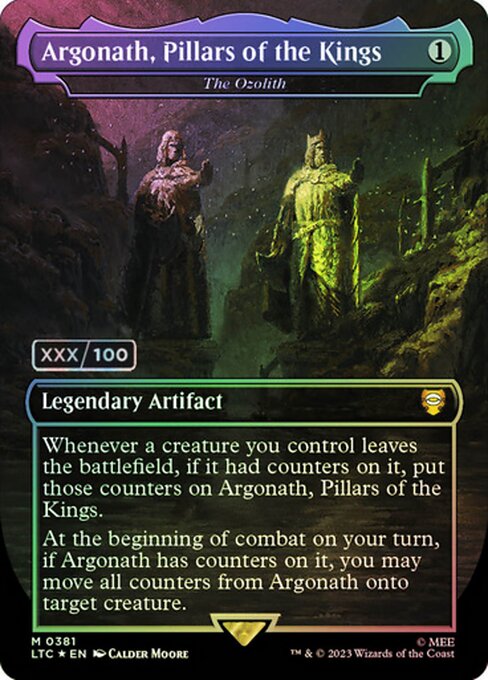 Argonath, Pillars of the Kings 1
The Ozolith
XXX/100
Legendary Artifact
Whenever a creature you control leaves
the battlefield, if it had counters on it, put
those counters on Argonath, Pillars of the
Kings.
At the beginning of combat on your turn,
if Argonath has counters on it, you may
move all counters from Argonath onto
target creature.
M 0381 © MEE
LTC ★ EN Calder Moore ™ & © 2023 Wizards of the Coast